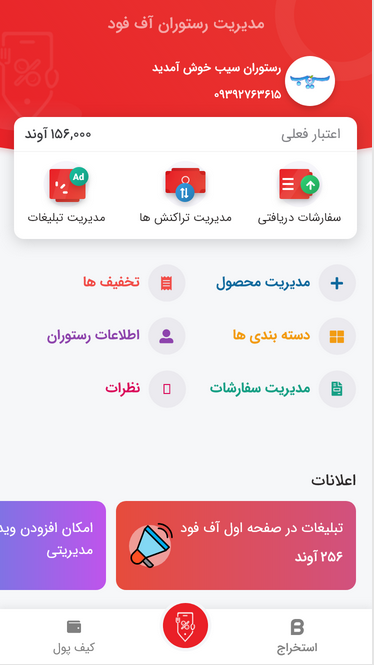 مدیریت رستوران آف فود
رستوران سیب خوش آمدید
۰۹۳۹۲۷۶۳۶۱۵
اعتبار فعلی
۱۵۶,۰۰۰ آوند
سفارشات دریافتی
مدیریت تراکنش ها
Ad
مدیریت تبلیغات
مدیریت محصول
تخفیف ها
دسته بندی ها
اطلاعات رستوران
مدیریت سفارشات
نظرات
اعلانات
تبلیغات در صفحه اول آف فود
۲۵۶ آوند
امکان افزودن
مدیریتی
استخراج
کیف پول